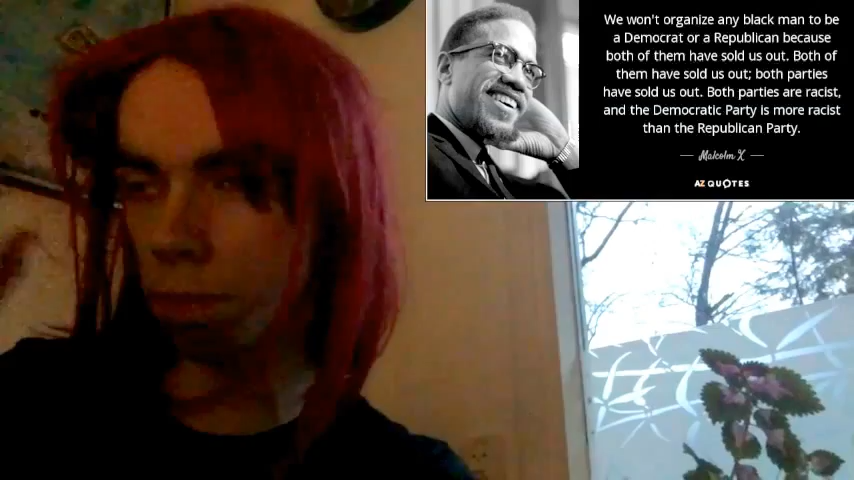 We won't organize any black man to be
a Democrat or a Republican because
both of them have sold us out. Both of
them have sold us out; both parties
have sold us out. Both parties are racist,
and the Democratic Party is more racist
than the Republican Party.
— Malcolm X —
AZ QUOTES